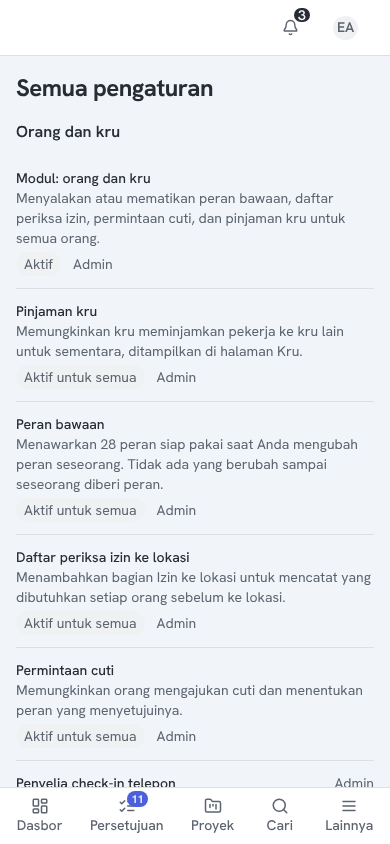 3
EA
Semua pengaturan
Orang dan kru
Modul: orang dan kru
Menyalakan atau mematikan peran bawaan, daftar
periksa izin, permintaan cuti, dan pinjaman kru untuk
semua orang.
Aktif Admin
Pinjaman kru
Memungkinkan kru meminjamkan pekerja ke kru lain
untuk sementara, ditampilkan di halaman Kru.
Aktif untuk semua Admin
Peran bawaan
Menawarkan 28 peran siap pakai saat Anda mengubah
peran seseorang. Tidak ada yang berubah sampai
seseorang diberi peran.
Aktif untuk semua Admin
Daftar periksa izin ke lokasi
Menambahkan bagian Izin ke lokasi untuk mencatat yang
dibutuhkan setiap orang sebelum ke lokasi.
Aktif untuk semua Admin
Permintaan cuti
Memungkinkan orang mengajukan cuti dan menentukan
peran yang menyetujuinya.
Aktif untuk semua Admin
Penyelia check-in telepon Admin
11
Dasbor Persetujuan Proyek Cari Lainnya